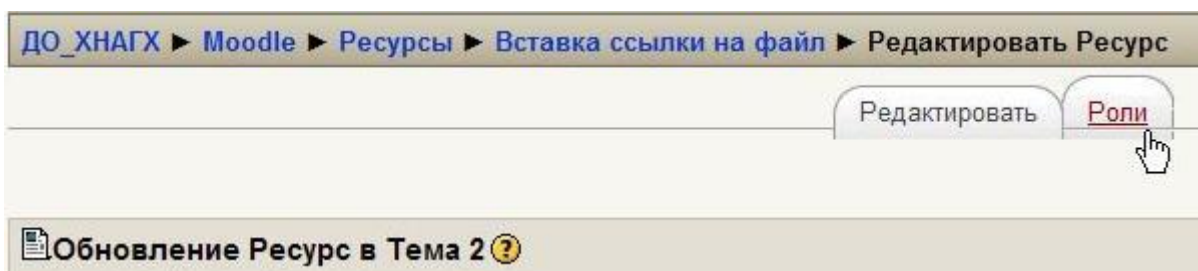 ДО_ХНАГХ ► Moodle ► Ресурсы ► Вставка ссылки на файл ► Редактировать Ресурс
Редактировать Роли
Обновление Ресурс в Тема 2 ?